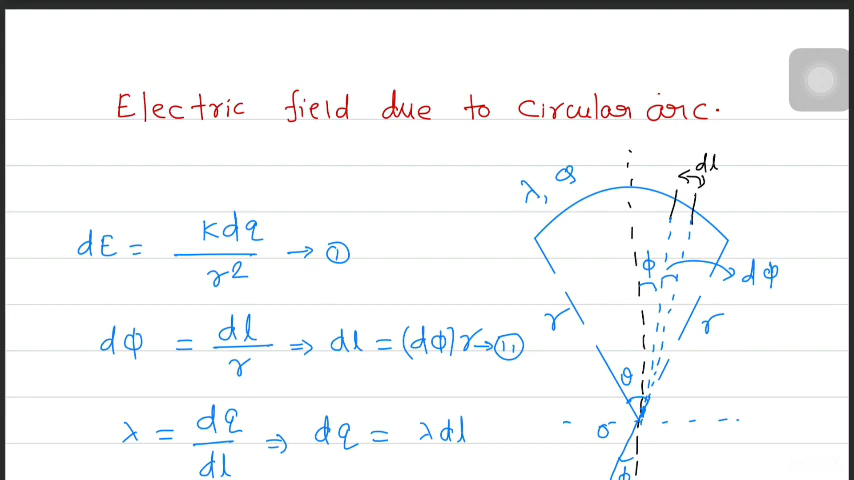 Electric field due to circular arc.
dl
λ, Q
dE = kdq / r² → ①
ϕ
dϕ
dϕ = dl / r ⇒ dl = (dϕ) r → ⑪
r
r
θ
λ = dq / dl ⇒ dq = λdl
O
ϕ